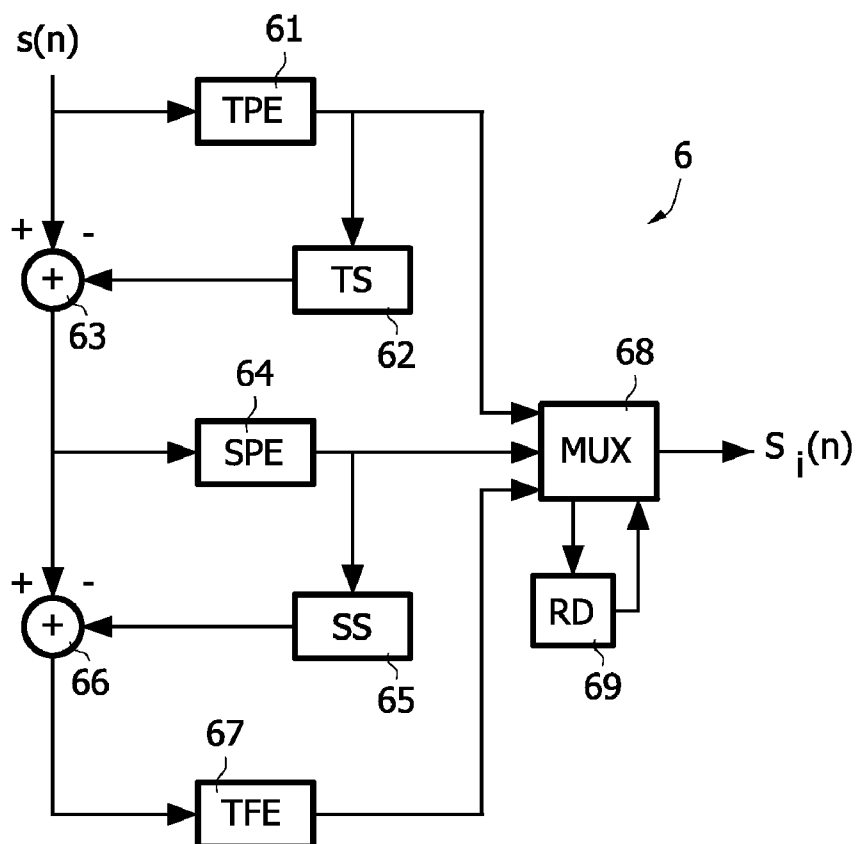 s(n)
61
TPE
6
+
-
+
TS
63
62
64
68
SPE
MUX
S i(n)
+
-
+
SS
RD
66
65
69
67
TFE